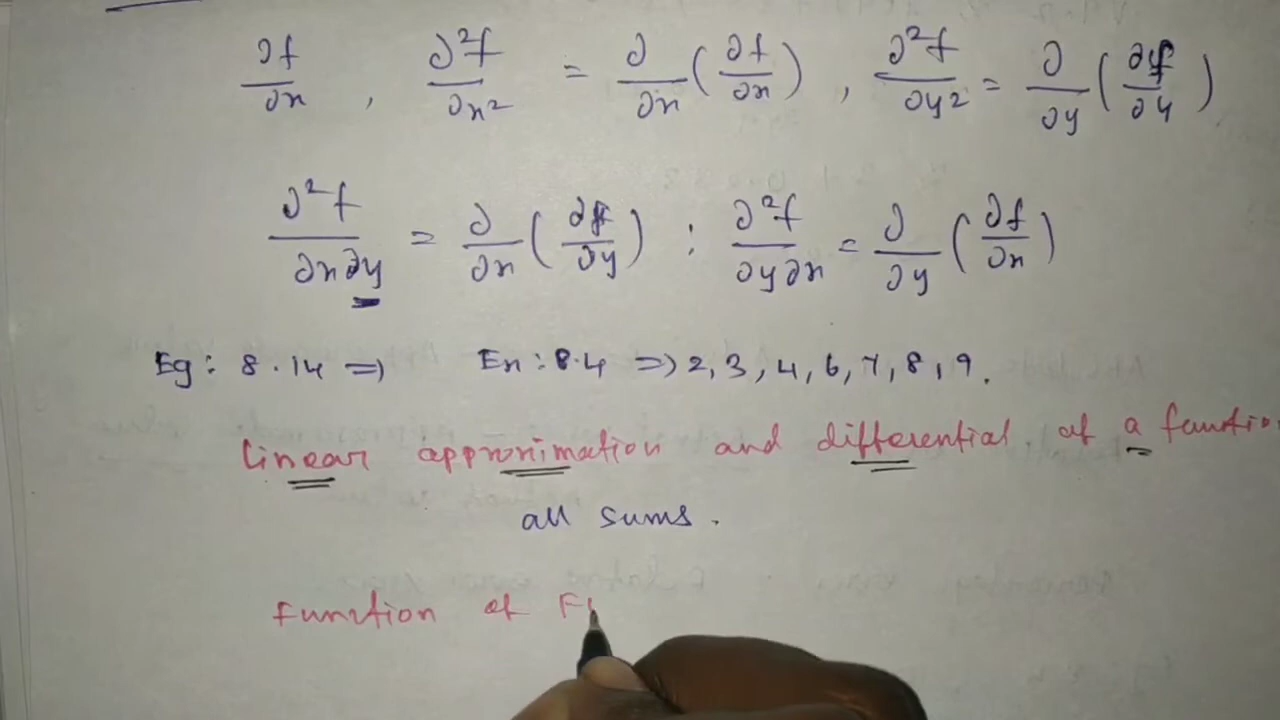 ∂f/∂x , ∂²f/∂x² = ∂/∂x (∂f/∂x) , ∂²f/∂y² = ∂/∂y (∂f/∂y)
∂²f/∂x∂y = ∂/∂x (∂f/∂y) ; ∂²f/∂y∂x = ∂/∂y (∂f/∂x)
Eg: 8.14 => Ex: 8.4 => 2, 3, 4, 6, 7, 8, 9.
linear approximation and differential of a functio
all sums.
function of F